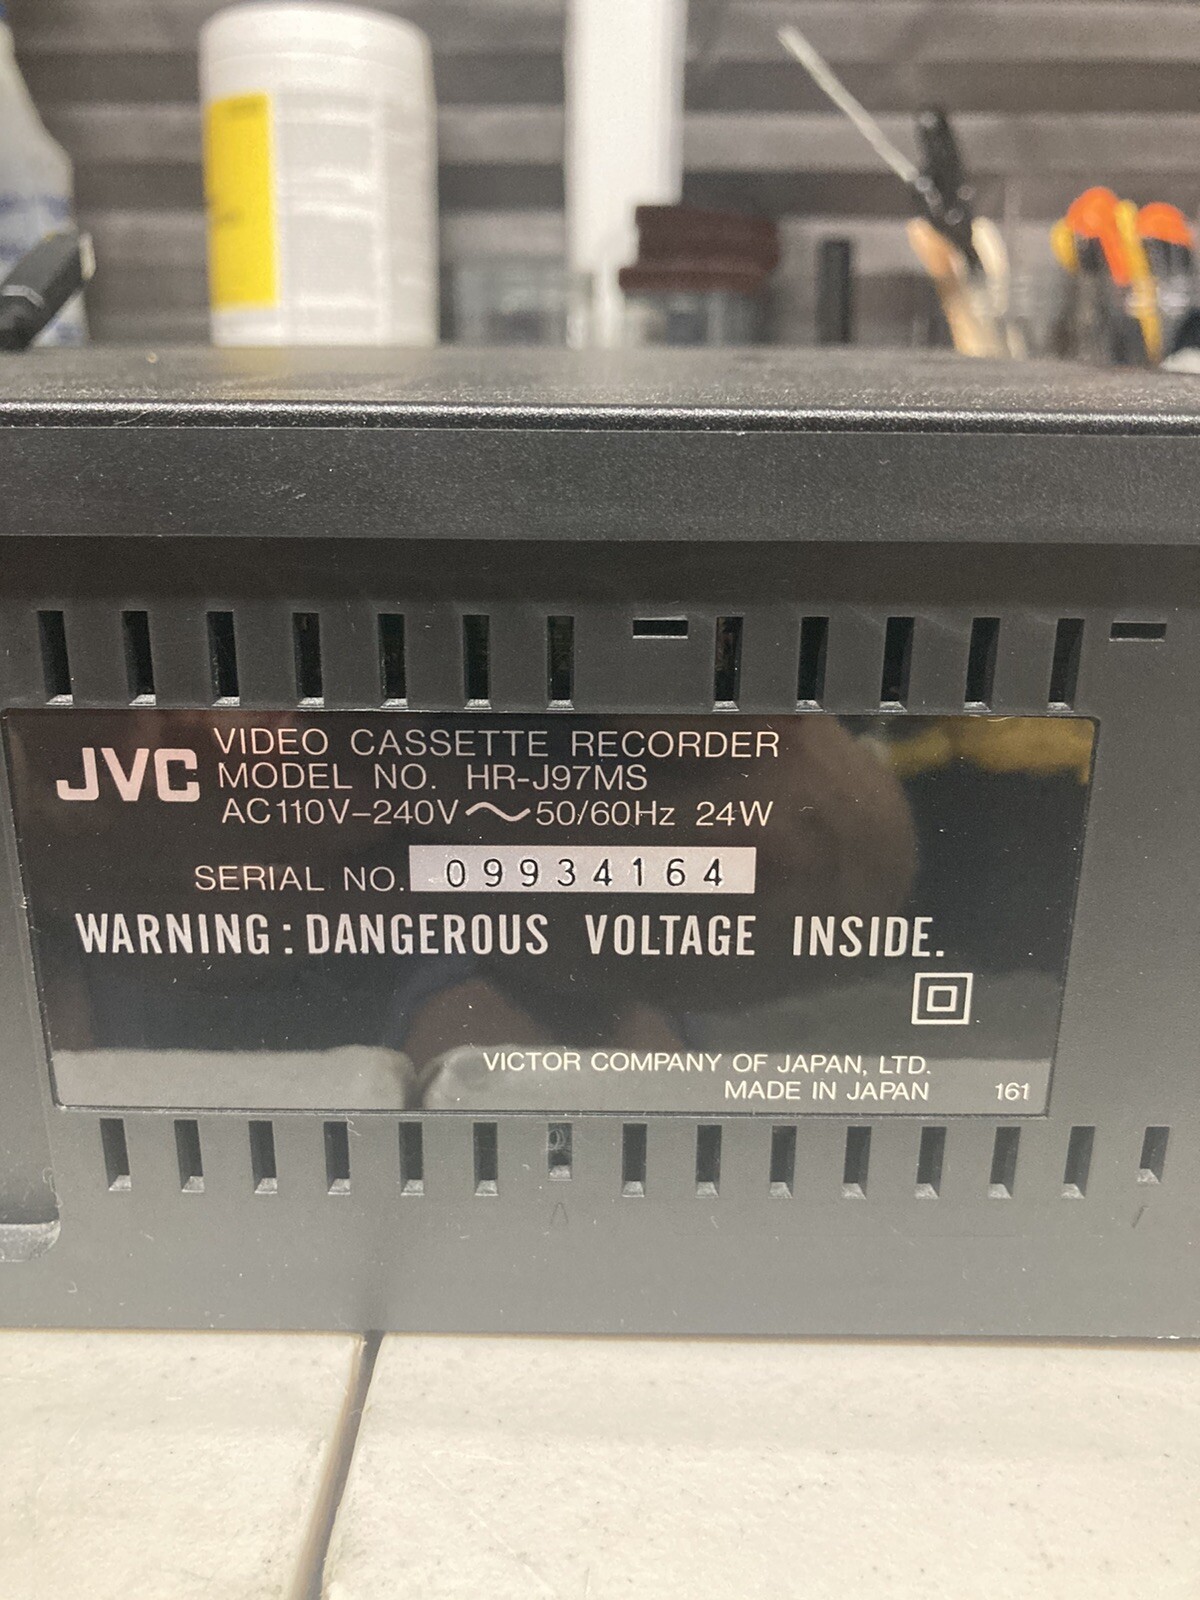 JVC
VIDEO CASSETTE RECORDER
MODEL NO. HR-J97MS
AC110V–240V～50/60Hz 24W
SERIAL NO. 09934164
WARNING: DANGEROUS VOLTAGE INSIDE.
VICTOR COMPANY OF JAPAN, LTD.
MADE IN JAPAN 161